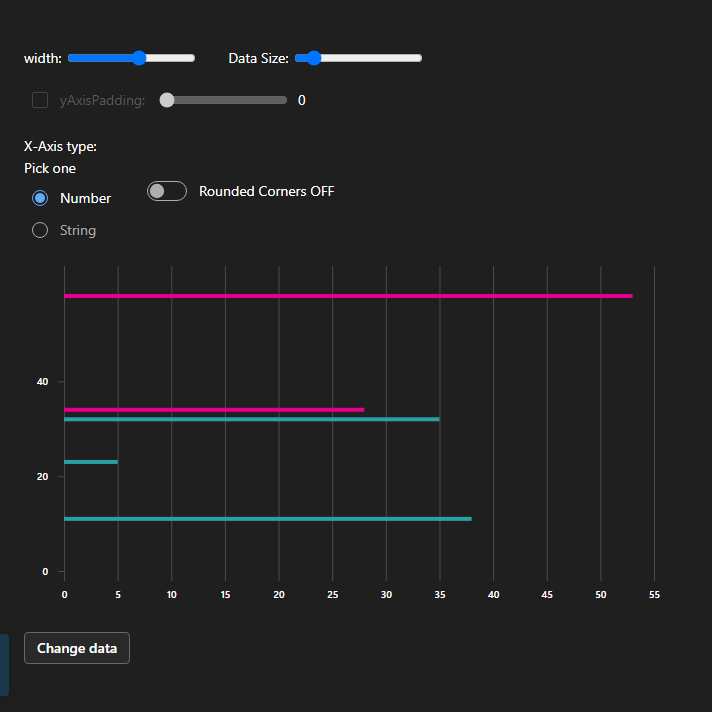 width: Data Size:
yAxisPadding: 0
X-Axis type:
Pick one
Number Rounded Corners OFF
String
40
20
0
0 5 10 15 20 25 30 35 40 45 50 55
Change data